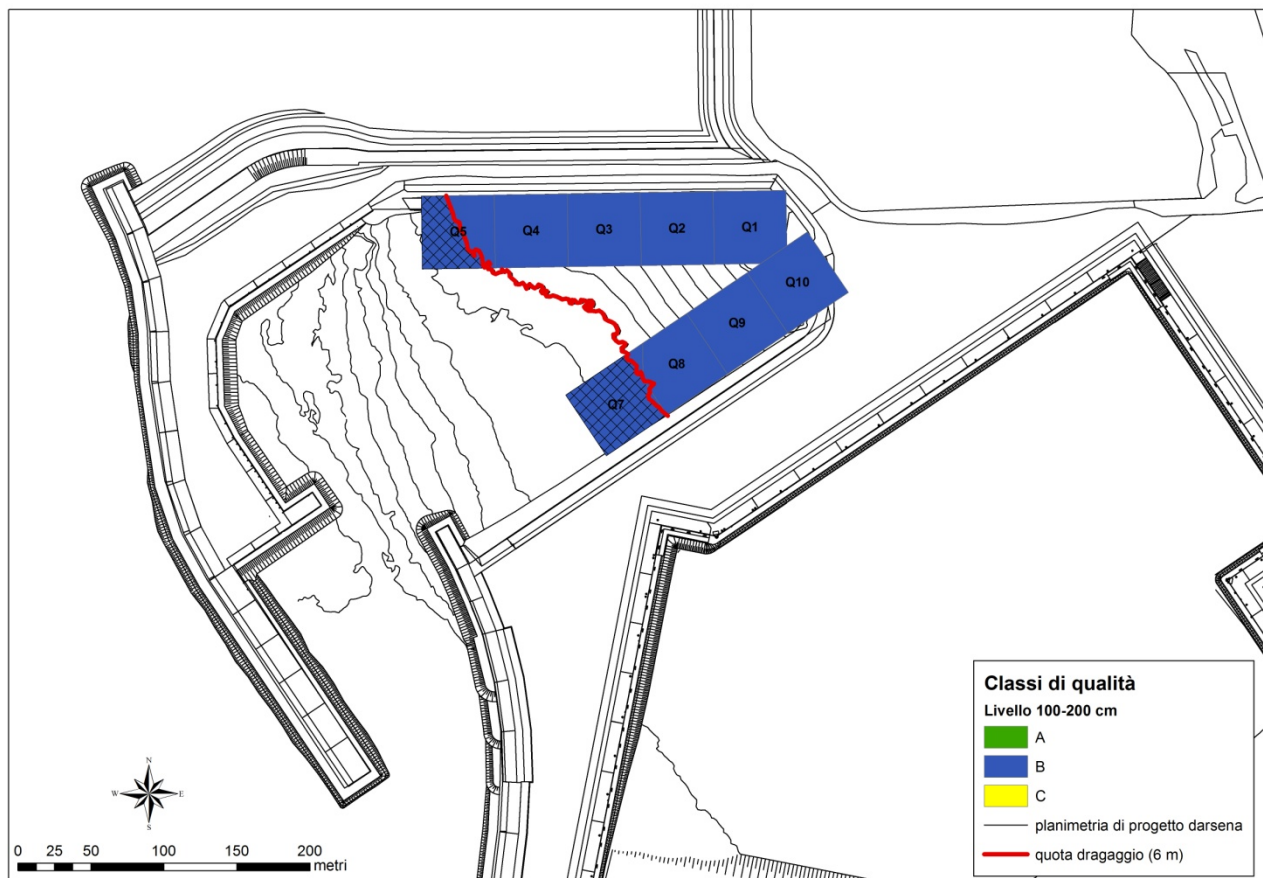 Q5
Q4
Q3
Q2
Q1
Q10
Q9
Q8
Q7
Classi di qualità
Livello 100-200 cm
A
B
C
planimetria di progetto darsena
quota dragaggio (6 m)
N
W
E
S
0 25 50 100 150 200
metri